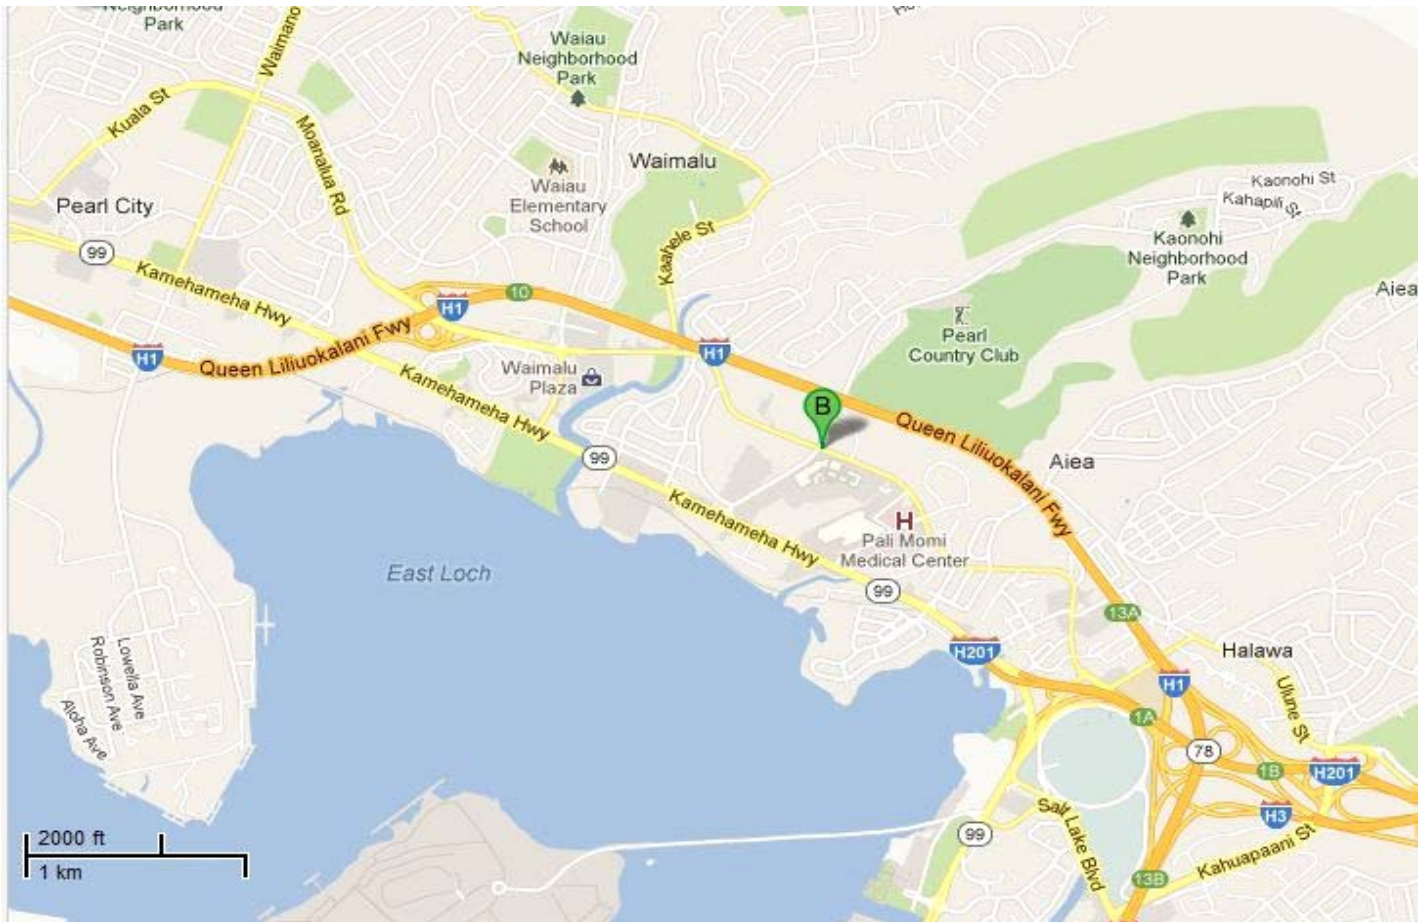 Neighborhood
Park
Waimano
Waiau
Neighborhood
Park
Kuala St
Moanalua Rd
Waimalu
Waiau
Elementary
School
Kaonohi St
Kahapili St
Pearl City
Kaahele St
Kaonohi
Neighborhood
Park
99
Kamehameha Hwy
10
H1
Aiea
Pearl
Country Club
H1
Queen Liliuokalani Fwy
H1
Waimalu
Plaza
Kamehameha Hwy
B
Queen Liliuokalani Fwy
99
Aiea
Kamehameha Hwy
H
Pali Momi
Medical Center
East Loch
99
13A
H201
Halawa
Lowella Ave
Robinson Ave
Aloha Ave
H1
Ulune St
1A
78
1B
H201
2000 ft
1 km
99
Salt Lake Blvd
H3
Kahuapaani St
13B